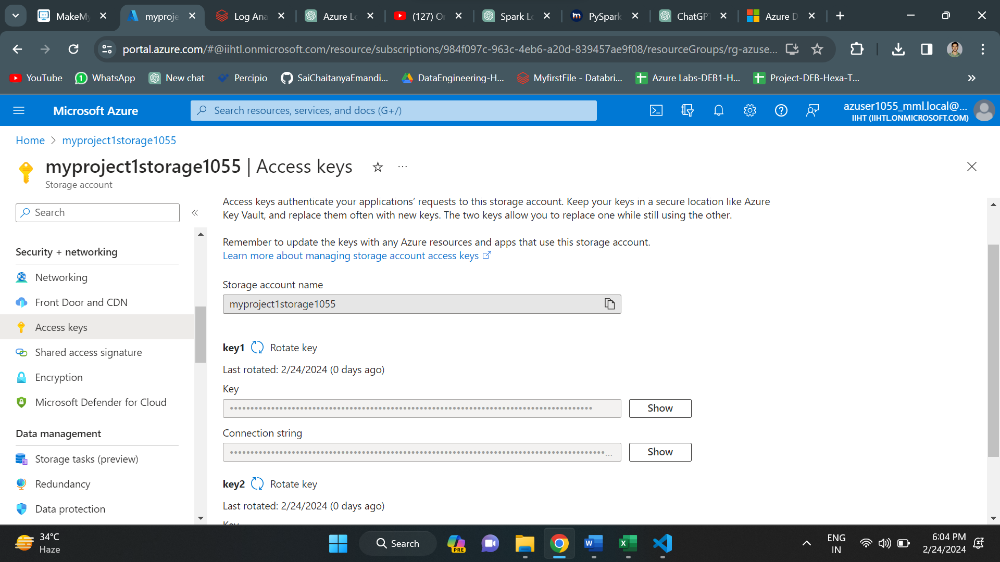 MakeMy
myproje
Log Ana
Azure Lo
(127) Or
Spark Lo
PySpark
ChatGPT
Azure D
portal.azure.com/#@iihtl.onmicrosoft.com/resource/subscriptions/984f097c-963c-4eb6-a20d-839457ae9f08/resourceGroups/rg-azuse...
YouTube
WhatsApp
New chat
Percipio
SaiChaitanyaEmandi...
DataEngineering-H...
MyfirstFile - Databri...
Azure Labs-DEB1-H...
Project-DEB-Hexa-T...
Microsoft Azure
Search resources, services, and docs (G+/)
azuser1055_mml.local@...
IIHT (IIHTL.ONMICROSOFT.COM)
Home > myproject1storage1055
myproject1storage1055 | Access keys
Storage account
Search
Security + networking
Networking
Front Door and CDN
Access keys
Shared access signature
Encryption
Microsoft Defender for Cloud
Data management
Storage tasks (preview)
Redundancy
Data protection
Access keys authenticate your applications’ requests to this storage account. Keep your keys in a secure location like Azure
Key Vault, and replace them often with new keys. The two keys allow you to replace one while still using the other.
Remember to update the keys with any Azure resources and apps that use this storage account.
Learn more about managing storage account access keys
Storage account name
myproject1storage1055
key1 Rotate key
Last rotated: 2/24/2024 (0 days ago)
Key
Show
Connection string
Show
key2 Rotate key
Last rotated: 2/24/2024 (0 days ago)
Key
34°C
Haze
Search
PRE
ENG
IN
6:04 PM
2/24/2024